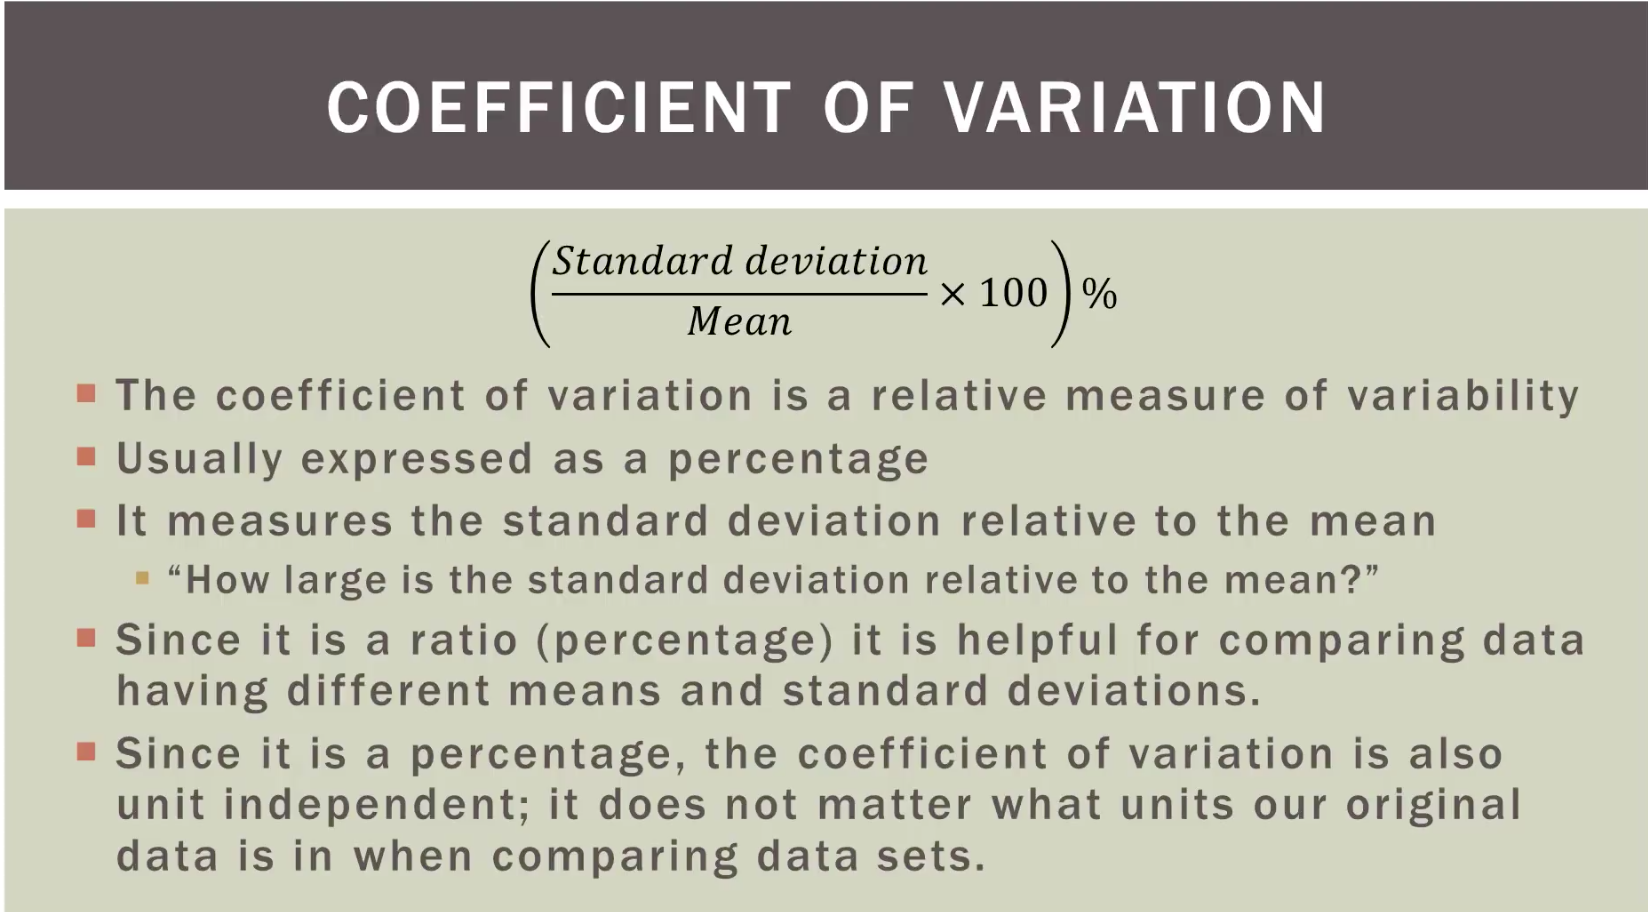 COEFFICIENT OF VARIATION
(Standard deviation / Mean × 100) %
The coefficient of variation is a relative measure of variability
Usually expressed as a percentage
It measures the standard deviation relative to the mean
“How large is the standard deviation relative to the mean?”
Since it is a ratio (percentage) it is helpful for comparing data
having different means and standard deviations.
Since it is a percentage, the coefficient of variation is also
unit independent; it does not matter what units our original
data is in when comparing data sets.